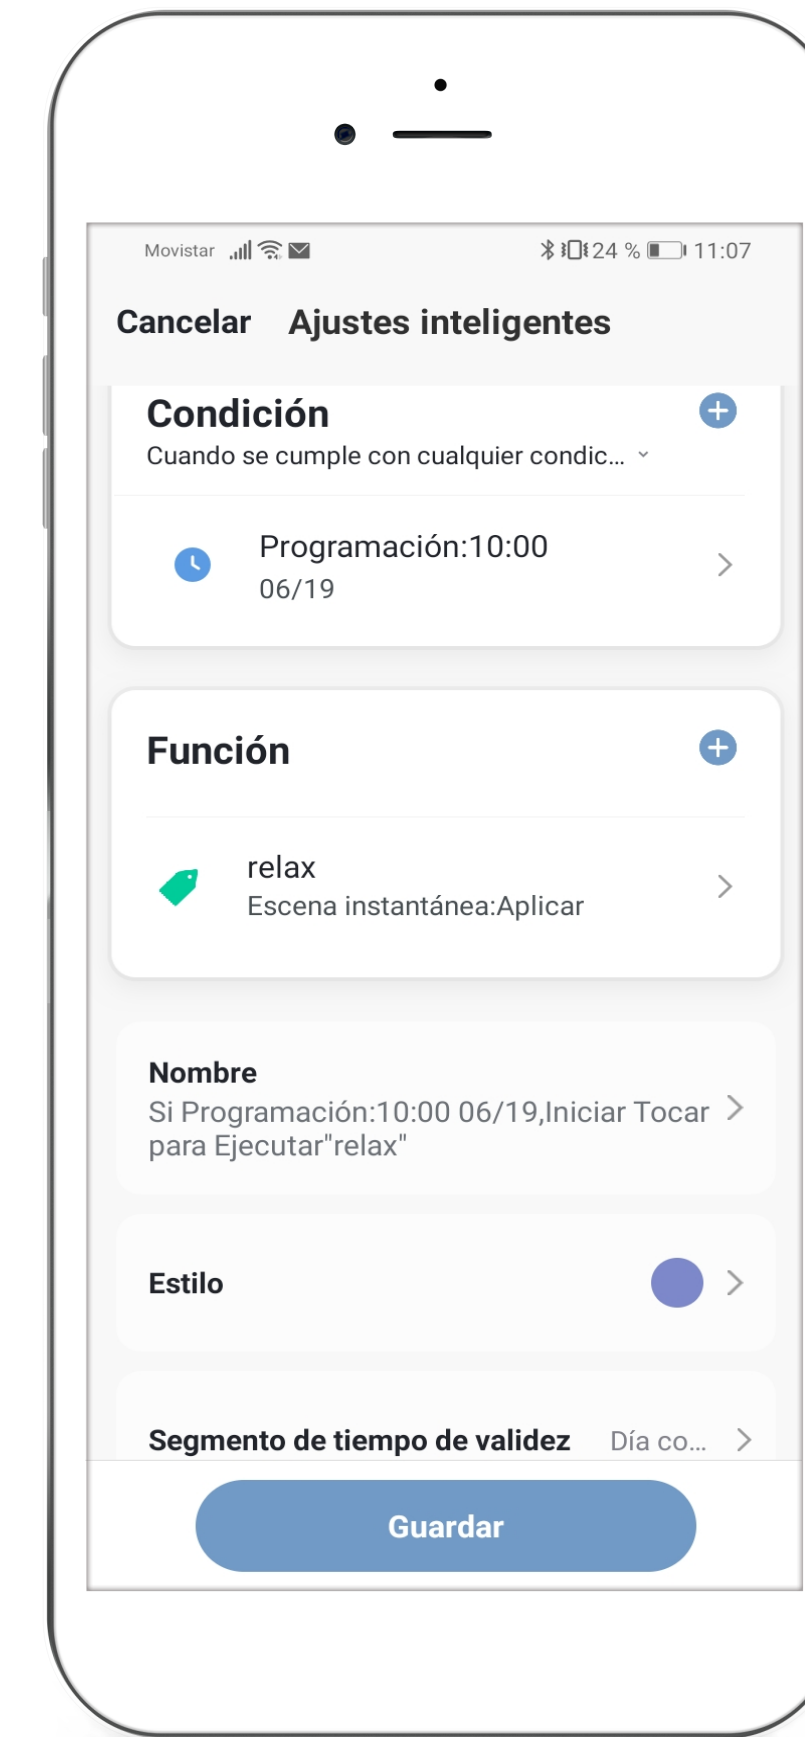 Movistar 24 % 11:07
Cancelar Ajustes inteligentes
Condición
Cuando se cumple con cualquier condic...
Programación:10:00
06/19
Función
relax
Escena instantánea:Aplicar
Nombre
Si Programación:10:00 06/19,Iniciar Tocar
para Ejecutar"relax"
Estilo
Segmento de tiempo de validez Día co...
Guardar